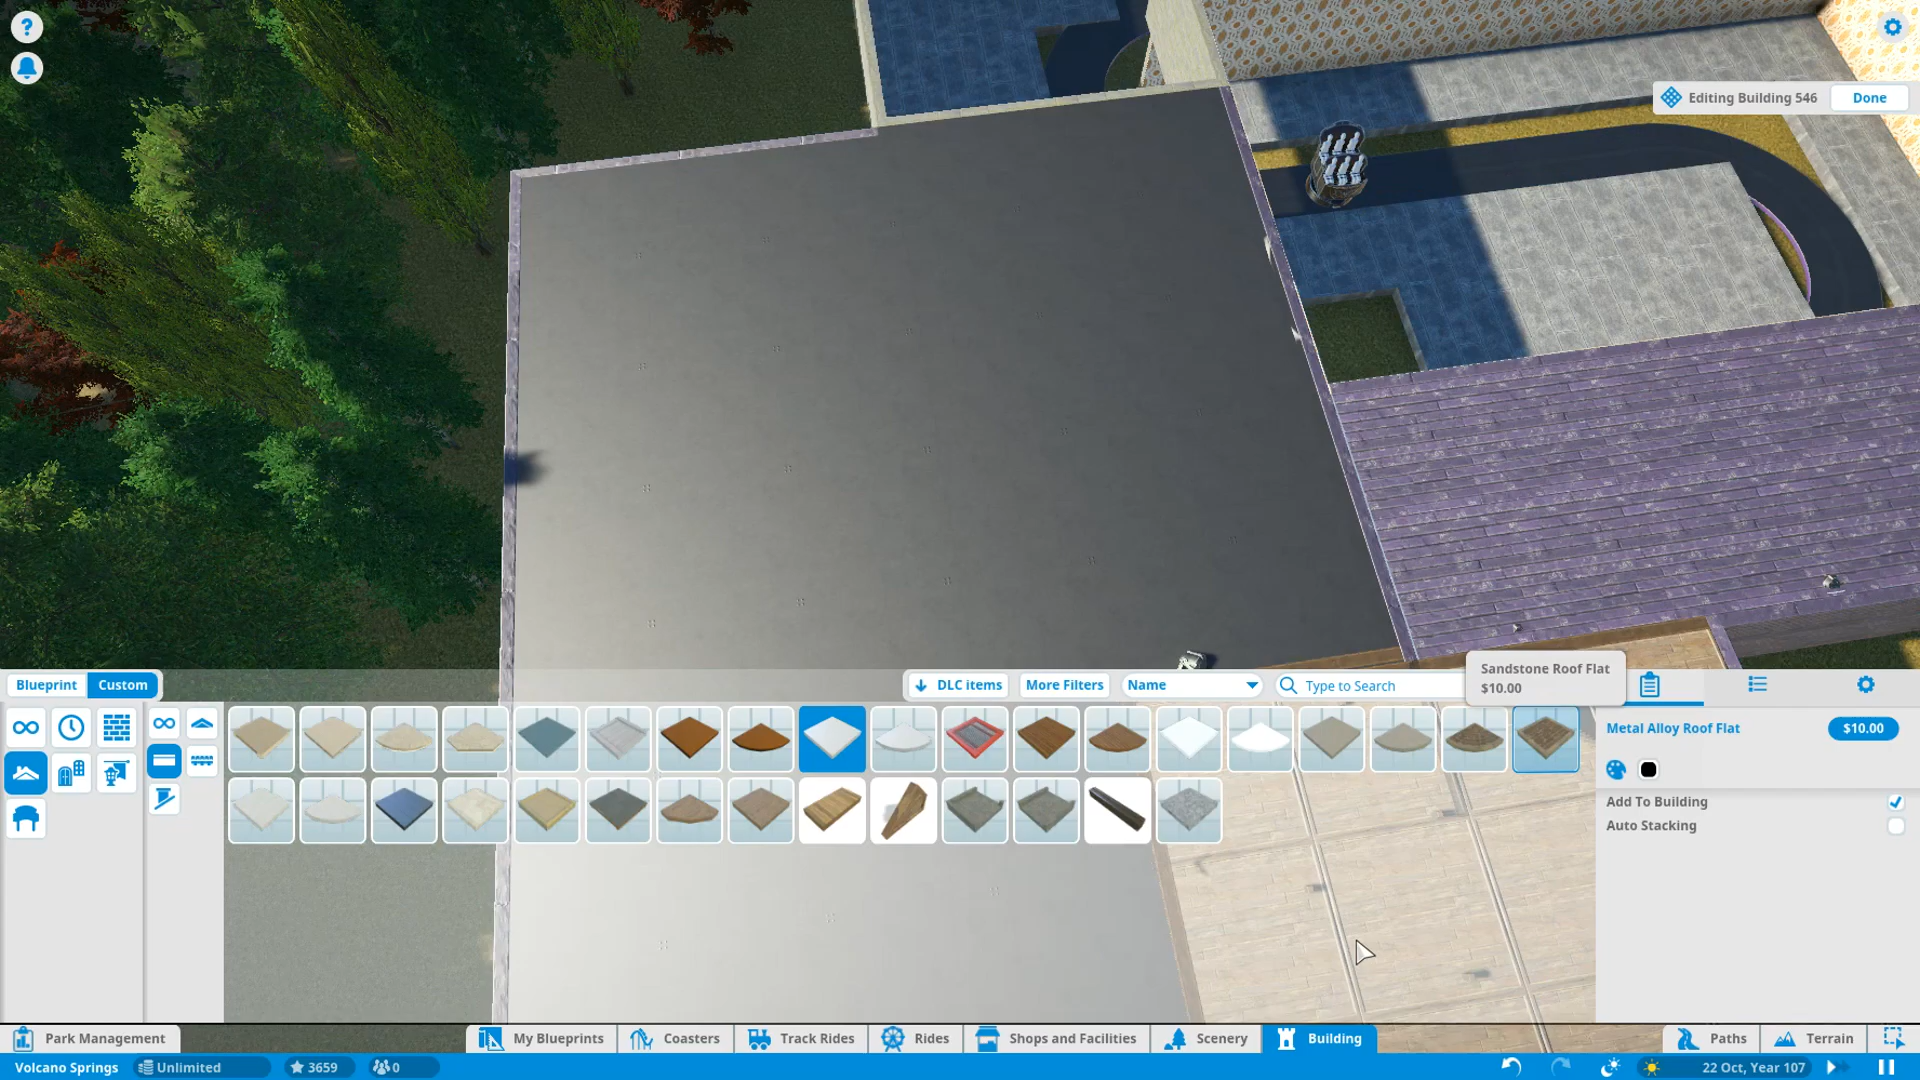 ?
Editing Building 546
Done
Blueprint
Custom
DLC items
More Filters
Name
Type to Search
Sandstone Roof Flat
$10.00
Metal Alloy Roof Flat
$10.00
Add To Building
Auto Stacking
Park Management
My Blueprints
Coasters
Track Rides
Rides
Shops and Facilities
Scenery
Building
Paths
Terrain
Volcano Springs
Unlimited
3659
0
22 Oct, Year 107